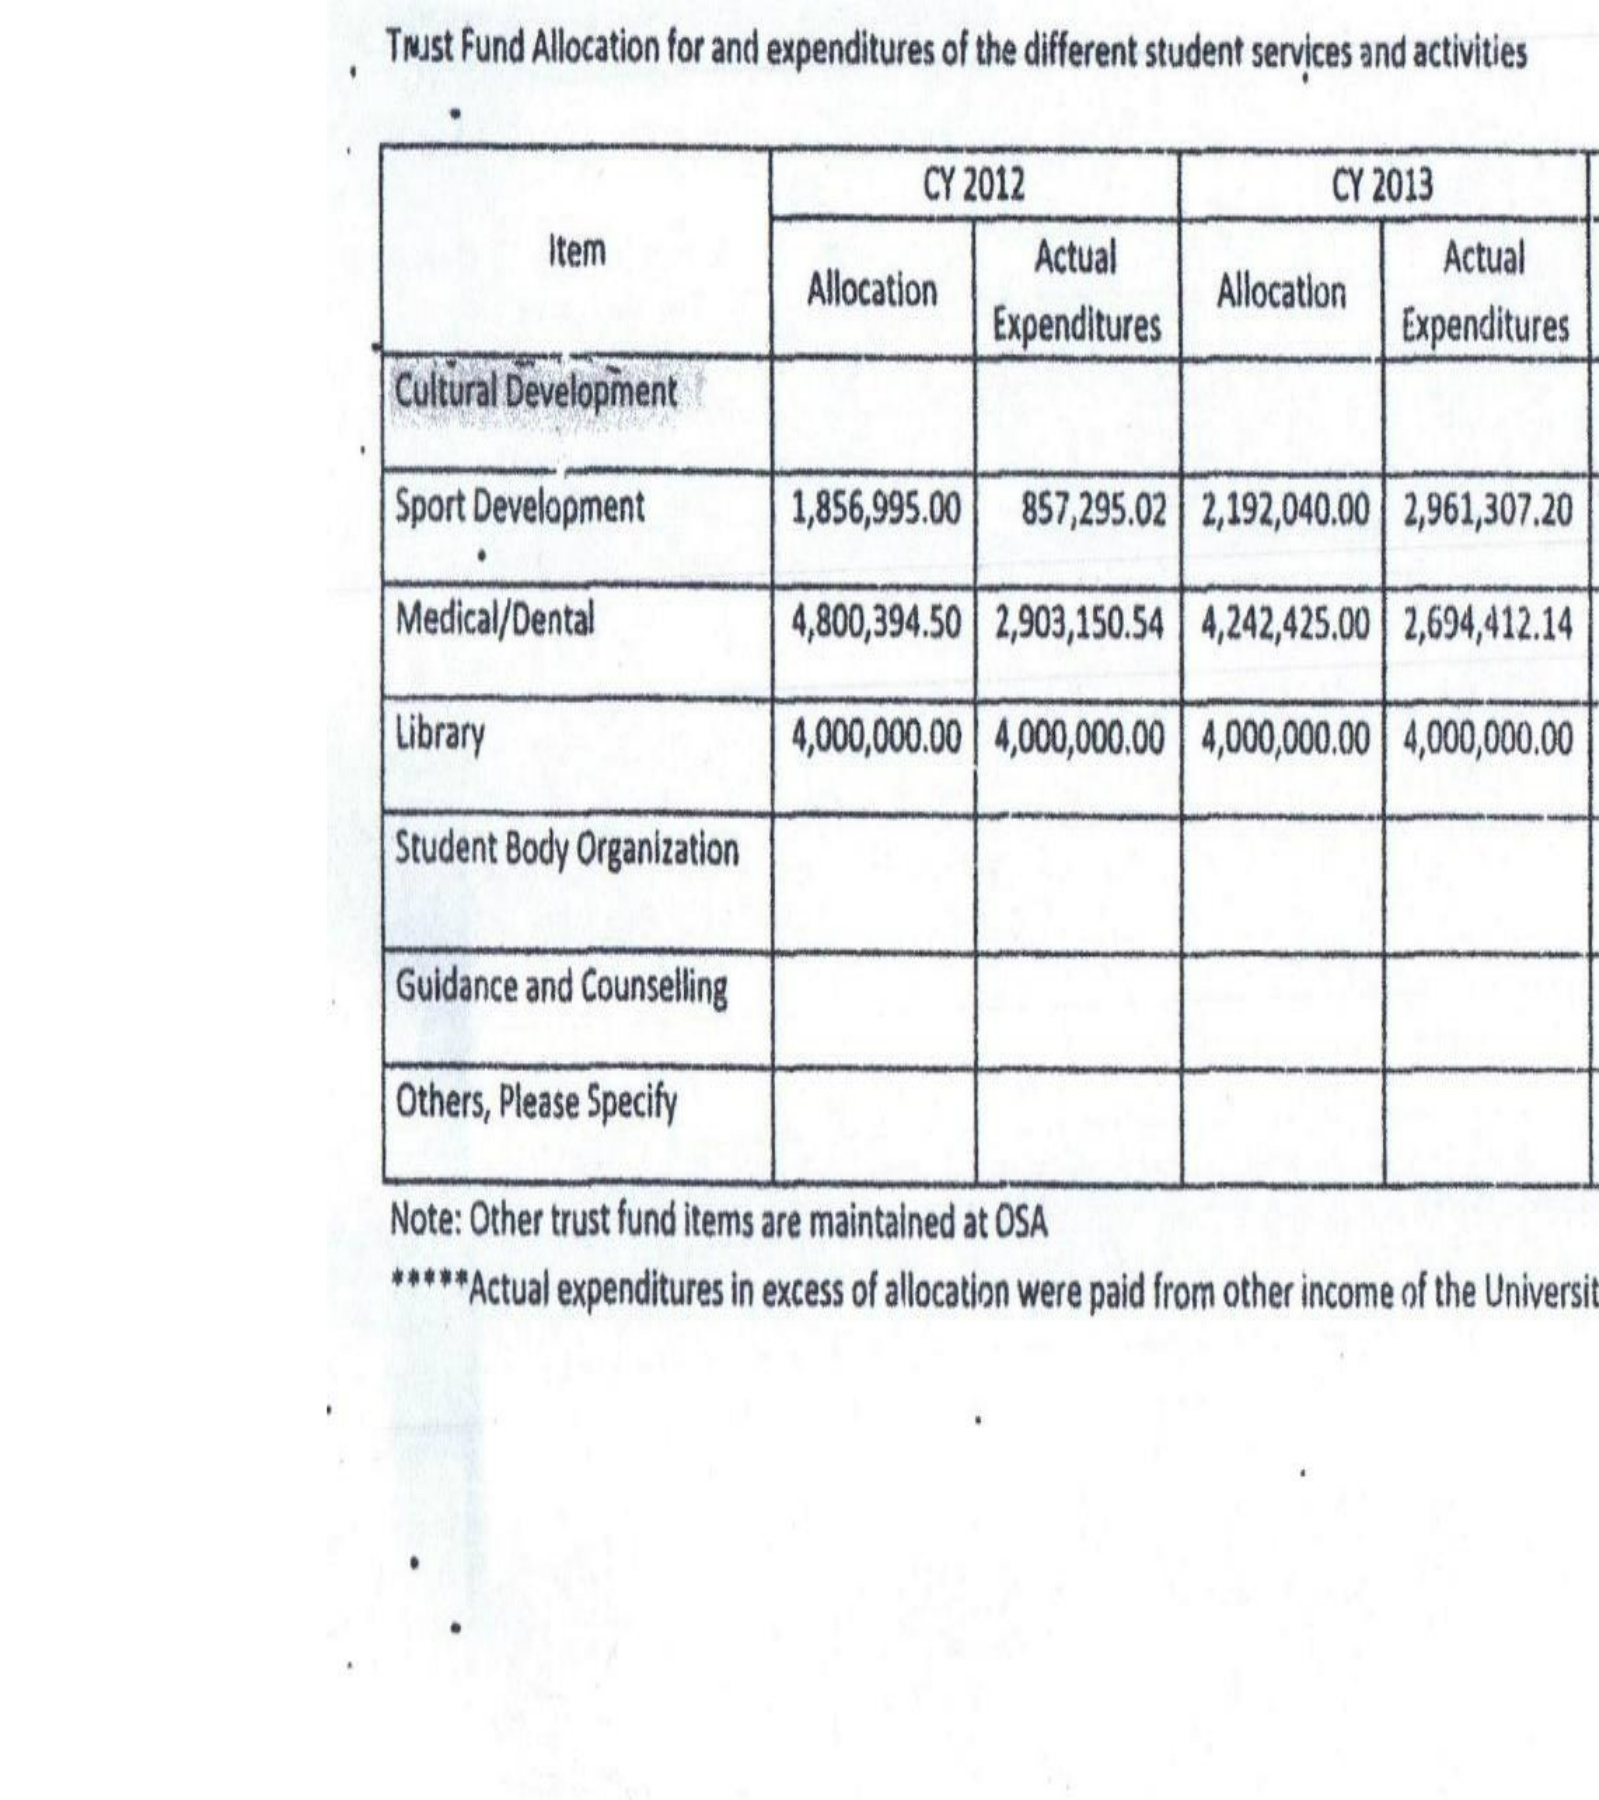 Trust Fund Allocation for and expenditures of the different student services and activities
Item CY 2012 CY 2013
Allocation Actual Expenditures Allocation Actual Expenditures
Cultural Development
Sport Development 1,856,995.00 857,295.02 2,192,040.00 2,961,307.20
Medical/Dental 4,800,394.50 2,903,150.54 4,242,425.00 2,694,412.14
Library 4,000,000.00 4,000,000.00 4,000,000.00 4,000,000.00
Student Body Organization
Guidance and Counselling
Others, Please Specify
Note: Other trust fund items are maintained at OSA
*****Actual expenditures in excess of allocation were paid from other income of the Universit